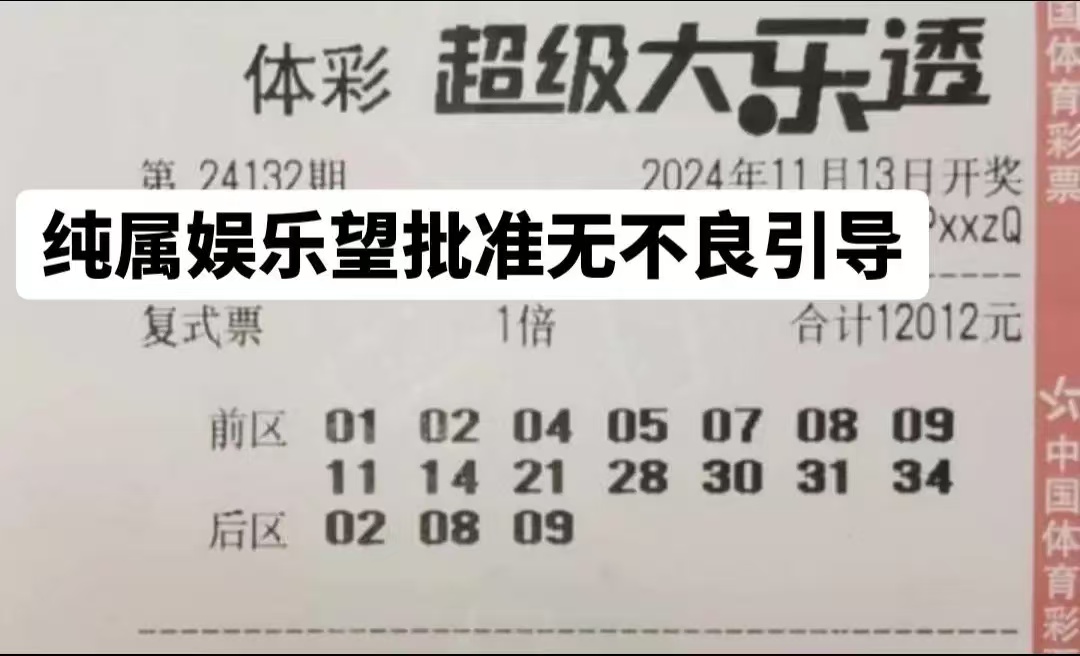 体彩 超级大乐透
第 24132期 2024年11月13日开奖
纯属娱乐望批准无不良引导
PxxzQ
复式票 1倍 合计12012元
前区 01 02 04 05 07 08 09
11 14 21 28 30 31 34
后区 02 08 09
国体育彩票
中国体育彩